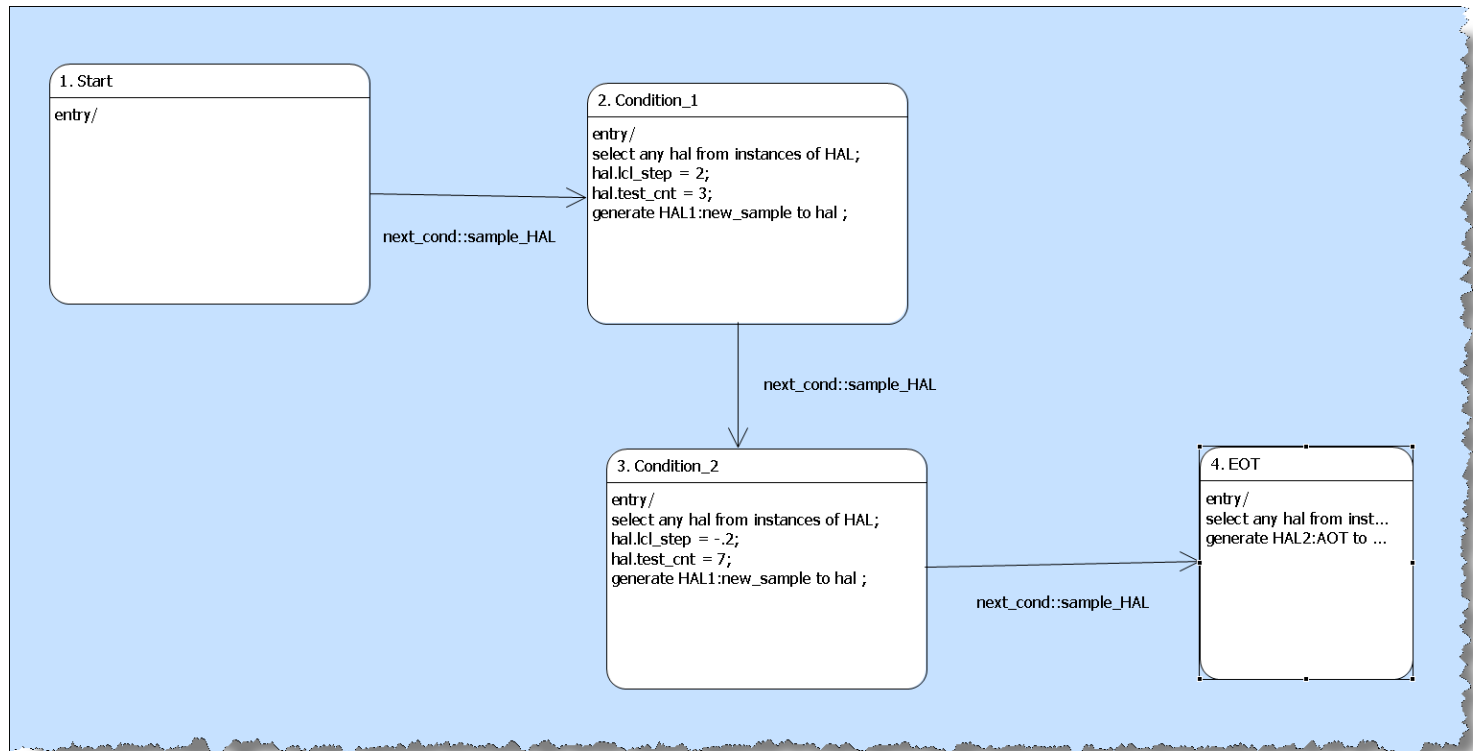 1. Start
entry/
next_cond::sample_HAL
2. Condition_1
entry/
select any hal from instances of HAL;
hal.lcl_step = 2;
hal.test_cnt = 3;
generate HAL1:new_sample to hal ;
next_cond::sample_HAL
3. Condition_2
entry/
select any hal from instances of HAL;
hal.lcl_step = -.2;
hal.test_cnt = 7;
generate HAL1:new_sample to hal ;
next_cond::sample_HAL
4. EOT
entry/
select any hal from inst...
generate HAL2:AOT to ...